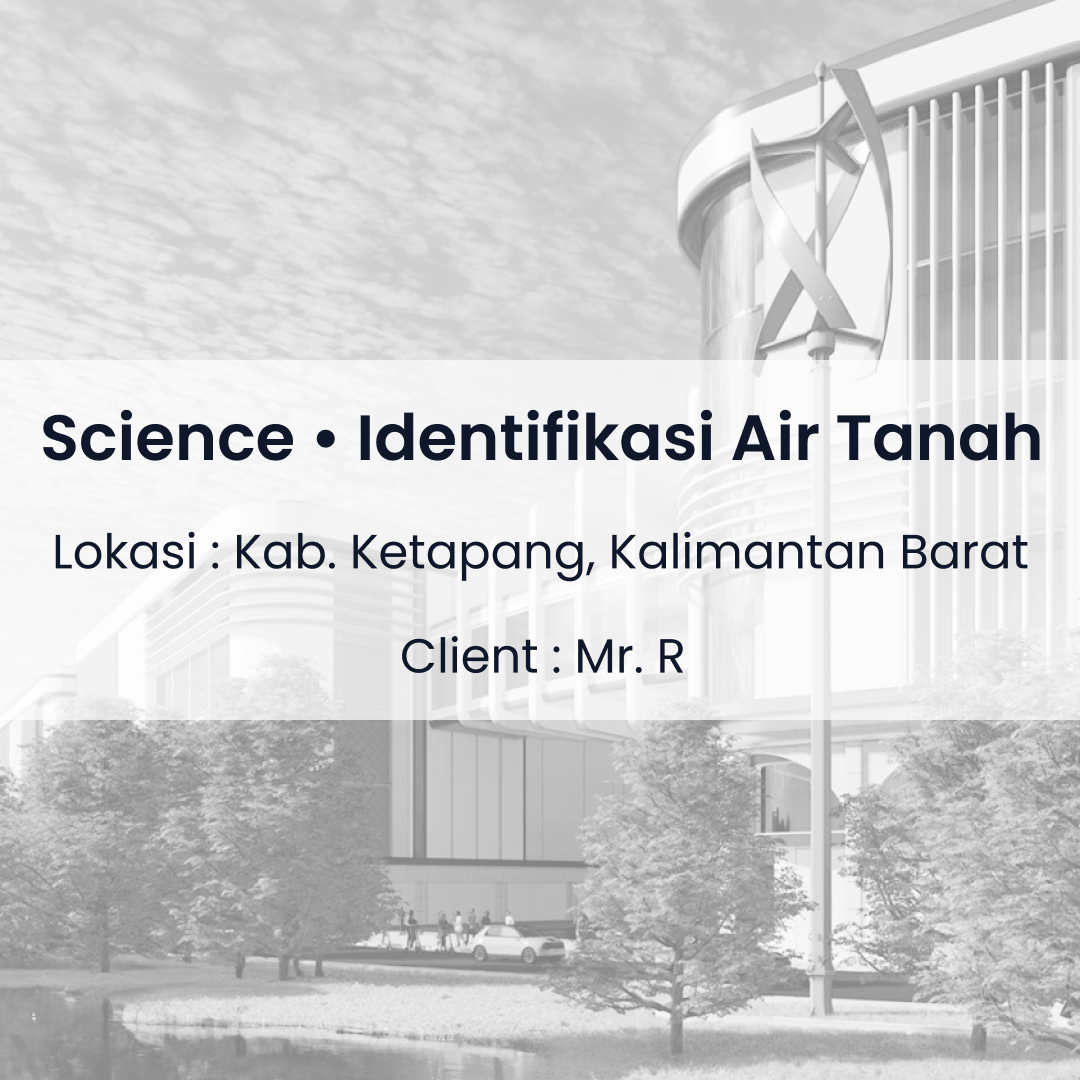 Science • Identifikasi Air Tanah
Lokasi : Kab. Ketapang, Kalimantan Barat
Client : Mr. R